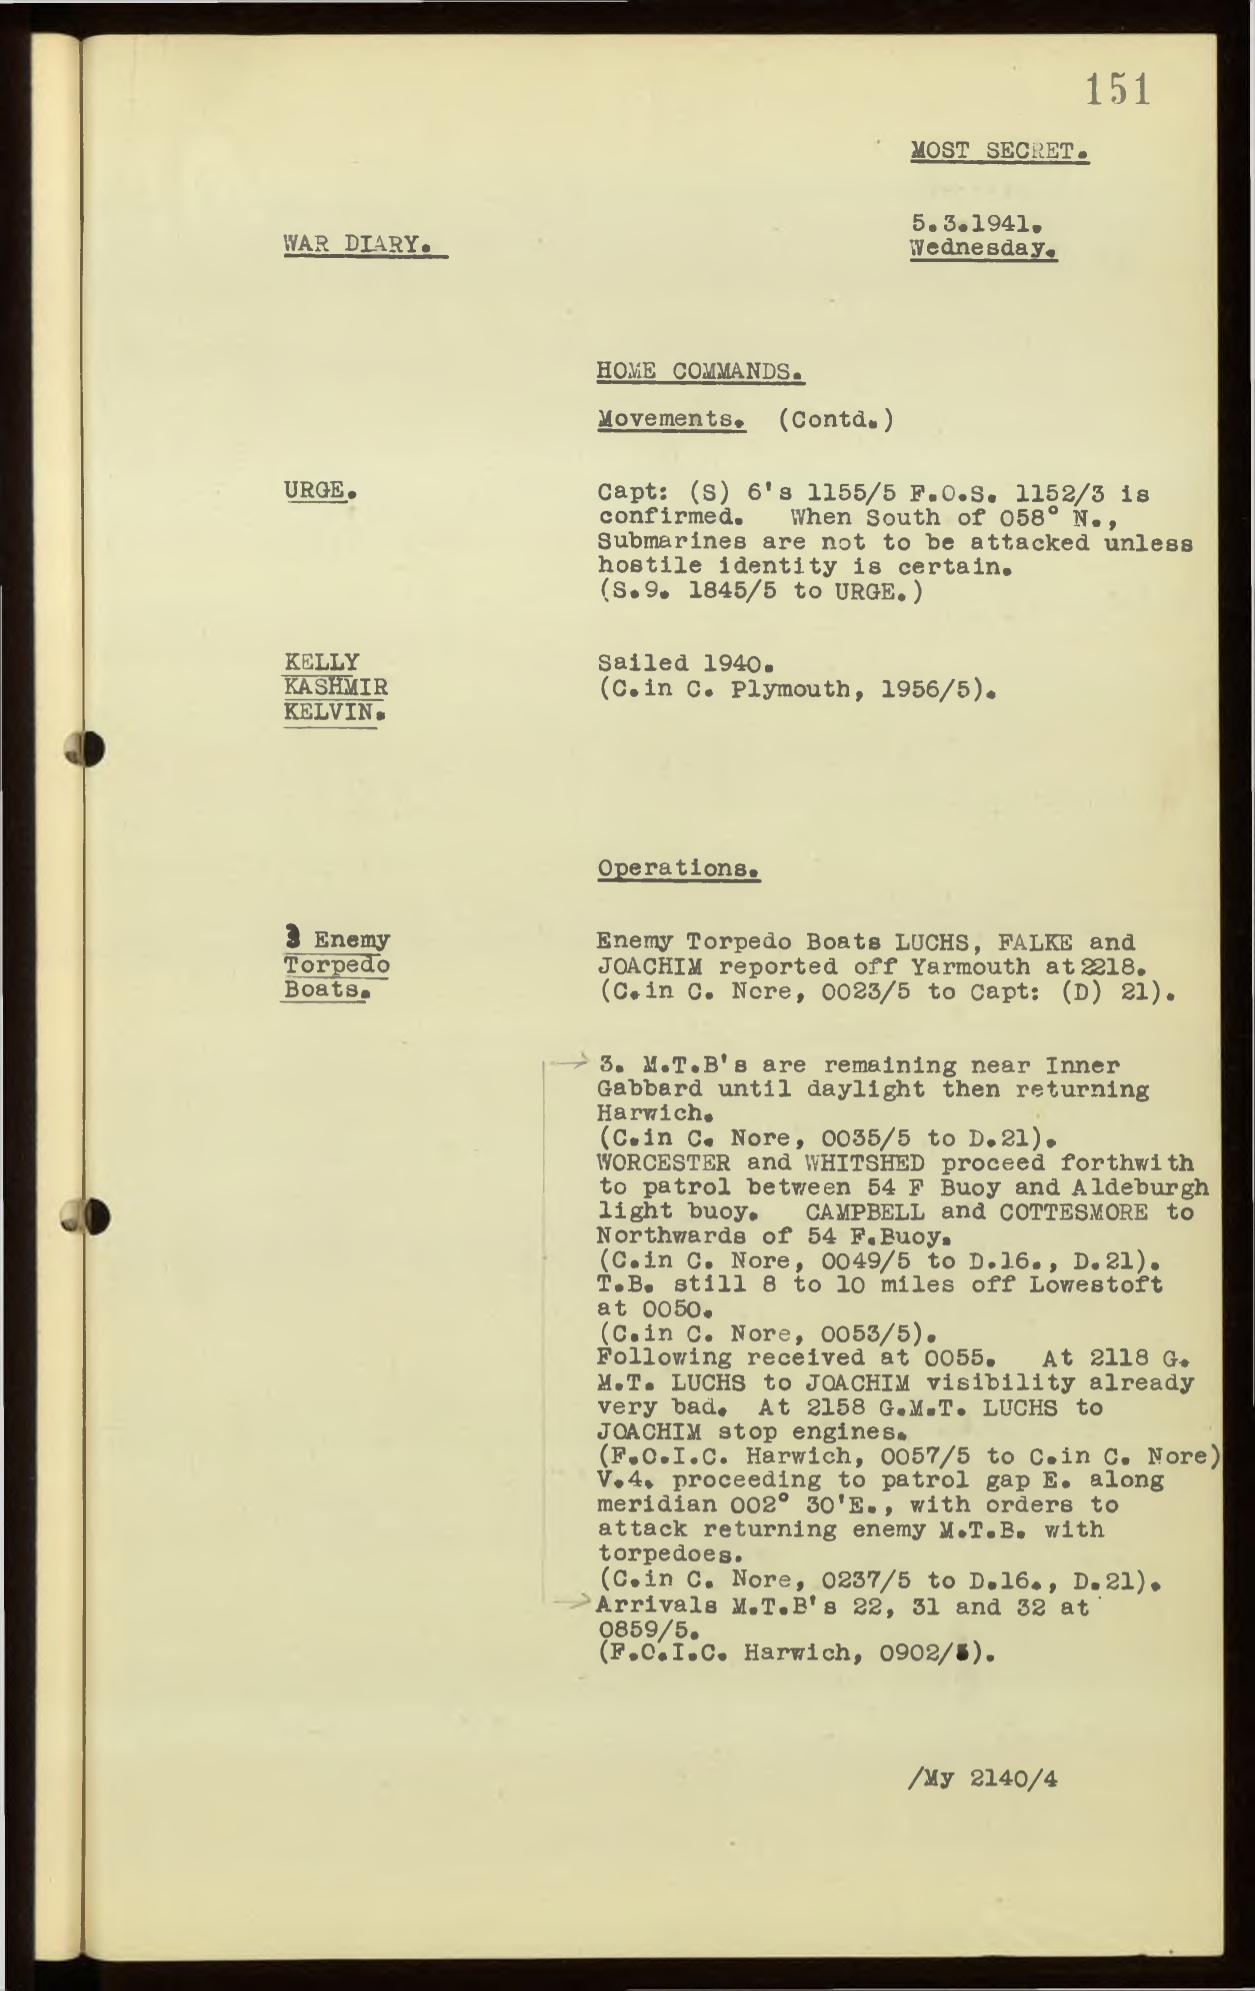 151
MOST SECRET.
5.3.1941.
WAR DIARY.
Wednesday.
HOME COMMANDS.
Movements. (Contd.)
URGE.
Capt: (S) 6's 1155/5 F.O.S. 1152/3 is
confirmed. When South of 058° N.,
Submarines are not to be attacked unless
hostile identity is certain.
(S.9. 1845/5 to URGE.)
KELLY
KASHMIR
KELVIN.
Sailed 1940.
(C.in C. Plymouth, 1956/5).
Operations.
3 Enemy
Torpedo
Boats.
Enemy Torpedo Boats LUCHS, FALKE and
JOACHIM reported off Yarmouth at 2218.
(C.in C. Nore, 0023/5 to Capt: (D) 21).
3. M.T.B's are remaining near Inner
Gabbard until daylight then returning
Harwich.
(C.in C. Nore, 0035/5 to D.21).
WORCESTER and WHITSHED proceed forthwith
to patrol between 54 F Buoy and Aldeburgh
light buoy. CAMPBELL and COTTESMORE to
Northwards of 54 F.Buoy.
(C.in C. Nore, 0049/5 to D.16., D.21).
T.B. still 8 to 10 miles off Lowestoft
at 0050.
(C.in C. Nore, 0053/5).
Following received at 0055. At 2118 G.
M.T. LUCHS to JOACHIM visibility already
very bad. At 2158 G.M.T. LUCHS to
JOACHIM stop engines.
(F.O.I.C. Harwich, 0057/5 to C.in C. Nore)
V.4. proceeding to patrol gap E. along
meridian 002° 30'E., with orders to
attack returning enemy M.T.B. with
torpedoes.
(C.in C. Nore, 0237/5 to D.16., D.21).
Arrivals M.T.B's 22, 31 and 32 at
0859/5.
(F.O.I.C. Harwich, 0902/5).
/My 2140/4